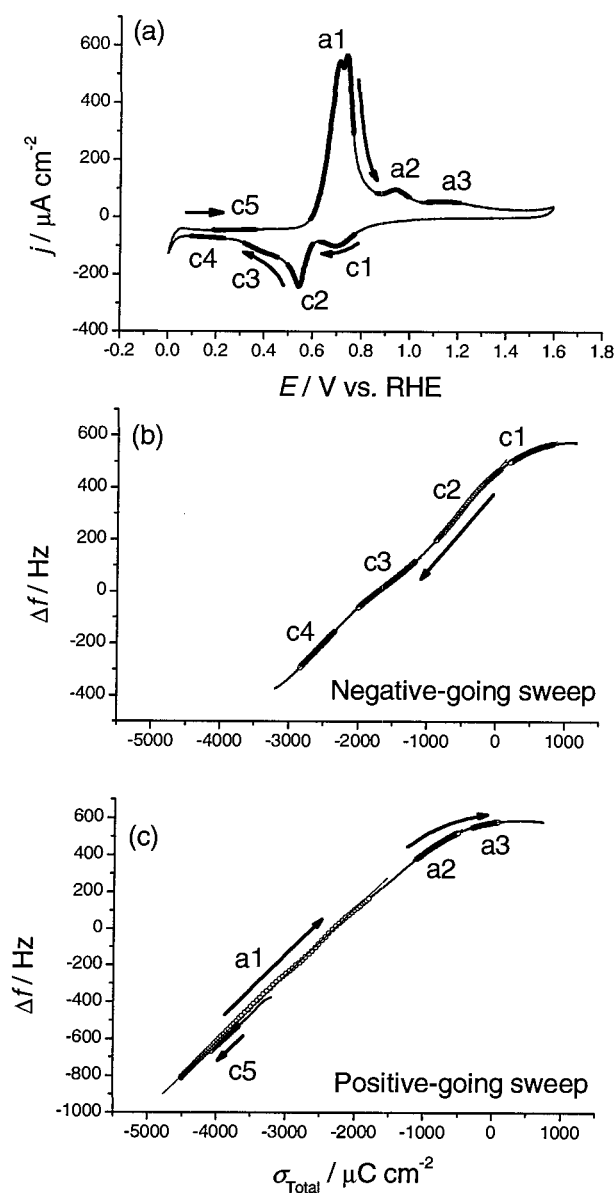 (a)
600
400
200
0
-200
-400
j / μA cm-2
a1
a2
a3
c5
c4
c3
c2
c1
-0.2 0.0 0.2 0.4 0.6 0.8 1.0 1.2 1.4 1.6 1.8
E / V vs. RHE
(b)
600
400
200
0
-200
-400
Δf / Hz
c1
c2
c3
c4
Negative-going sweep
-5000 -4000 -3000 -2000 -1000 0 1000
(c)
600
400
200
0
-200
-400
-600
-800
-1000
Δf / Hz
a1
a2
a3
c5
Positive-going sweep
-5000 -4000 -3000 -2000 -1000 0 1000
σTotal / μC cm-2